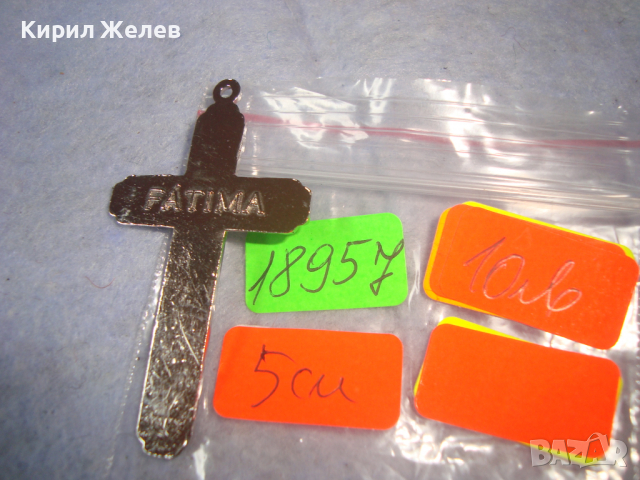 Кирил Желев
FÁTIMA
18957
10лв
5см
BAZAR